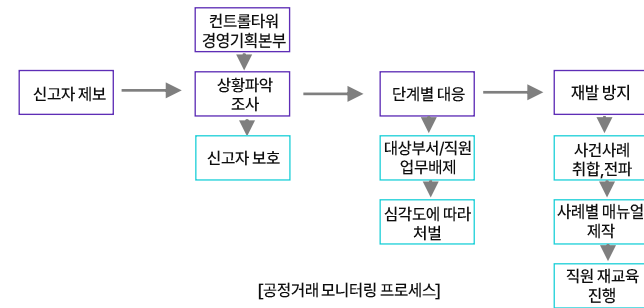 컨트롤타워
경영기획본부
신고자 제보
상황파악
조사
단계별 대응
재발 방지
신고자 보호
대상부서/직원
업무배제
사건사례
취합,전파
심각도에 따라
처벌
사례별 매뉴얼
제작
직원 재교육
진행
[공정거래 모니터링 프로세스]